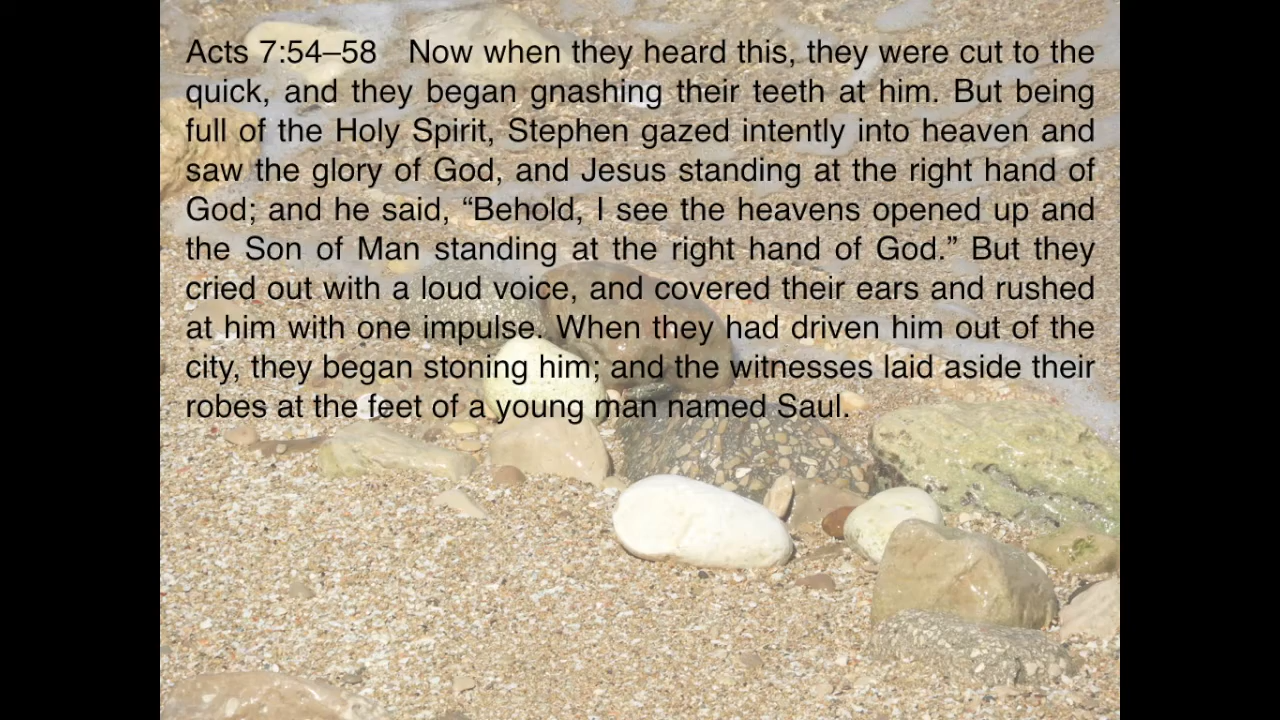 Acts 7:54–58 Now when they heard this, they were cut to the
quick, and they began gnashing their teeth at him. But being
full of the Holy Spirit, Stephen gazed intently into heaven and
saw the glory of God, and Jesus standing at the right hand of
God; and he said, “Behold, I see the heavens opened up and
the Son of Man standing at the right hand of God.” But they
cried out with a loud voice, and covered their ears and rushed
at him with one impulse. When they had driven him out of the
city, they began stoning him; and the witnesses laid aside their
robes at the feet of a young man named Saul.